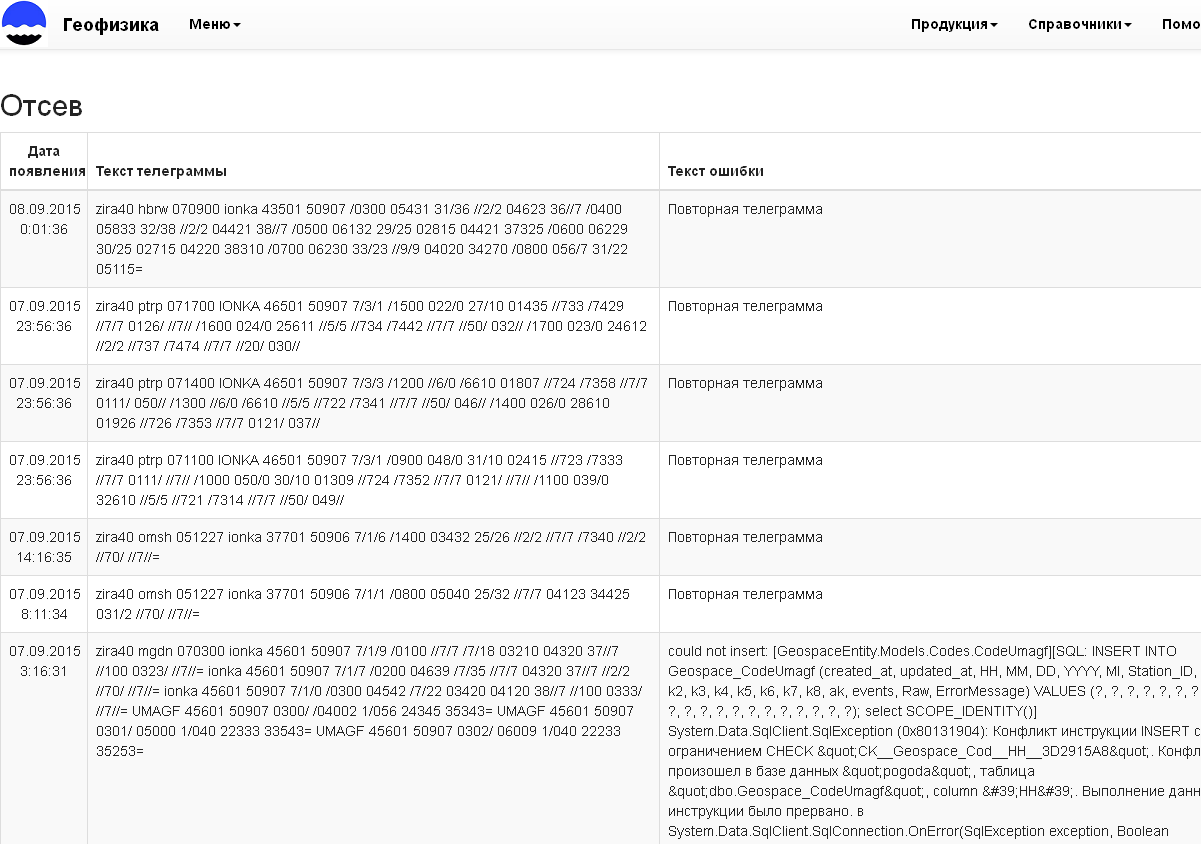 Геофизика Меню Продукция Справочники Помо
Отсев
Дата
появления Текст телеграммы Текст ошибки
08.09.2015 zira40 hbrw 070900 ionka 43501 50907 /0300 05431 31/36 //2/2 04623 36//7 /0400 Повторная телеграмма
0:01:36 05833 32/38 //2/2 04421 38//7 /0500 06132 29/25 02815 04421 37325 /0600 06229
30/25 02715 04220 38310 /0700 06230 33/23 //9/9 04020 34270 /0800 056/7 31/22
05115=
07.09.2015 zira40 ptrp 071700 IONKA 46501 50907 7/3/1 /1500 022/0 27/10 01435 //733 /7429 Повторная телеграмма
23:56:36 //7/7 0126/ //7// /1600 024/0 25611 //5/5 //734 /7442 //7/7 //50/ 032// /1700 023/0 24612
//2/2 //737 /7474 //7/7 //20/ 030//
07.09.2015 zira40 ptrp 071400 IONKA 46501 50907 7/3/3 /1200 //6/0 /6610 01807 //724 /7358 //7/7 Повторная телеграмма
23:56:36 0111/ 050// /1300 //6/0 /6610 //5/5 //722 /7341 //7/7 //50/ 046// /1400 026/0 28610
01926 //726 /7353 //7/7 0121/ 037//
07.09.2015 zira40 ptrp 071100 IONKA 46501 50907 7/3/1 /0900 048/0 31/10 02415 //723 /7333 Повторная телеграмма
23:56:36 //7/7 0111/ //7// /1000 050/0 30/10 01309 //724 /7352 //7/7 0121/ //7// /1100 039/0
32610 //5/5 //721 /7314 //7/7 //50/ 049//
07.09.2015 zira40 omsh 051227 ionka 37701 50906 7/1/6 /1400 03432 25/26 //2/2 //7/7 /7340 //2/2 Повторная телеграмма
14:16:35 //70/ //7//=
07.09.2015 zira40 omsh 051227 ionka 37701 50906 7/1/1 /0800 05040 25/32 //7/7 04123 34425 Повторная телеграмма
8:11:34 031/2 //70/ //7//=
07.09.2015 zira40 mgdn 070300 ionka 45601 50907 7/1/9 /0100 //7/7 /7/18 03210 04320 37//7 could not insert: [GeospaceEntity.Models.Codes.CodeUmagf][SQL: INSERT INTO
3:16:31 //100 0323/ //7//= ionka 45601 50907 7/1/7 /0200 04639 /7/35 //7/7 04320 37//7 //2/2 Geospace_CodeUmagf (created_at, updated_at, HH, MM, DD, YYYY, MI, Station_ID,
//70/ //7//= ionka 45601 50907 7/1/0 /0300 04542 /7/22 03420 04120 38//7 //100 0333/ k2, k3, k4, k5, k6, k7, k8, ak, events, Raw, ErrorMessage) VALUES (?, ?, ?, ?, ?, ?, ?
//7//= UMAGF 45601 50907 0300/ /04002 1/056 24345 35343= UMAGF 45601 50907 ?, ?, ?, ?, ?, ?, ?, ?, ?, ?, ?, ?); select SCOPE_IDENTITY()]
0301/ 05000 1/040 22333 33543= UMAGF 45601 50907 0302/ 06009 1/040 22233 System.Data.SqlClient.SqlException (0x80131904): Конфликт инструкции INSERT с
35253= ограничением CHECK &quot;CK__Geospace_Cod__HH__3D2915A8&quot;. Конфл
произошел в базе данных &quot;pogoda&quot;, таблица
&quot;dbo.Geospace_CodeUmagf&quot;, column &#39;HH&#39;. Выполнение данн
инструкции было прервано. в
System.Data.SqlClient.SqlConnection.OnError(SqlException exception, Boolean